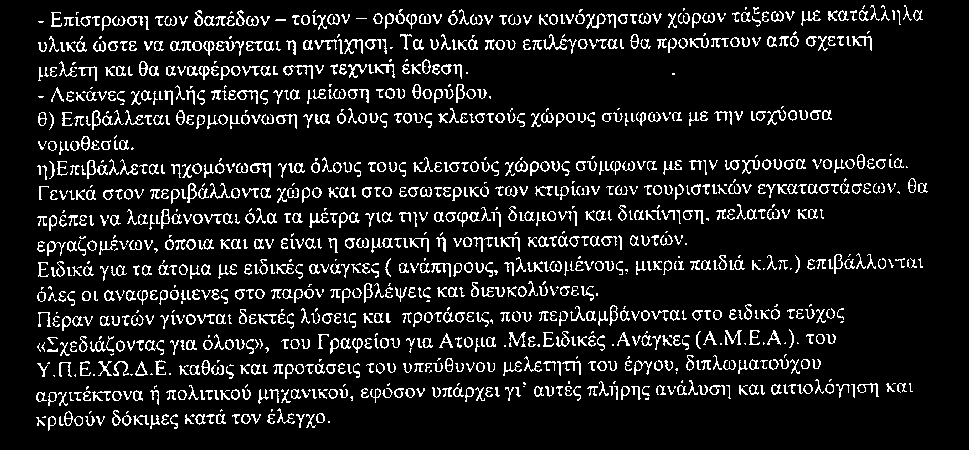 - Επίστρωση των δαπέδων – τοίχων – ορόφων όλων των κοινόχρηστων χώρων τάξεων με κατάλληλα
υλικά ώστε να αποφεύγεται η αντήχηση. Τα υλικά που επιλέγονται θα προκύπτουν από σχετική
μελέτη και θα αναφέρονται στην τεχνική έκθεση.
- Λεκάνες χαμηλής πίεσης για μείωση του θορύβου.
θ) Επιβάλλεται θερμομόνωση για όλους τους κλειστούς χώρους σύμφωνα με την ισχύουσα
νομοθεσία.
η)Επιβάλλεται ηχομόνωση για όλους τους κλειστούς χώρους σύμφωνα με την ισχύουσα νομοθεσία.
Γενικά στον περιβάλλοντα χώρο και στο εσωτερικό των κτιρίων των τουριστικών εγκαταστάσεων, θα
πρέπει να λαμβάνονται όλα τα μέτρα για την ασφαλή διαμονή και διακίνηση, πελατών και
εργαζομένων, όποια και αν είναι η σωματική ή νοητική κατάσταση αυτών.
Ειδικά για τα άτομα με ειδικές ανάγκες ( ανάπηρους, ηλικιωμένους, μικρά παιδιά κ.λπ.) επιβάλλονται
όλες οι αναφερόμενες στο παρόν προβλέψεις και διευκολύνσεις.
Πέραν αυτών γίνονται δεκτές λύσεις και προτάσεις, που περιλαμβάνονται στο ειδικό τεύχος
«Σχεδιάζοντας για όλους», του Γραφείου για Ατομα .Με.Ειδικές .Ανάγκες (Α.Μ.Ε.Α.). του
Υ.Π.Ε.ΧΩ.Δ.Ε. καθώς και προτάσεις του υπεύθυνου μελετητή του έργου, διπλωματούχου
αρχιτέκτονα ή πολιτικού μηχανικού, εφόσον υπάρχει γι' αυτές πλήρης ανάλυση και αιτιολόγηση και
κριθούν δόκιμες κατά τον έλεγχο.